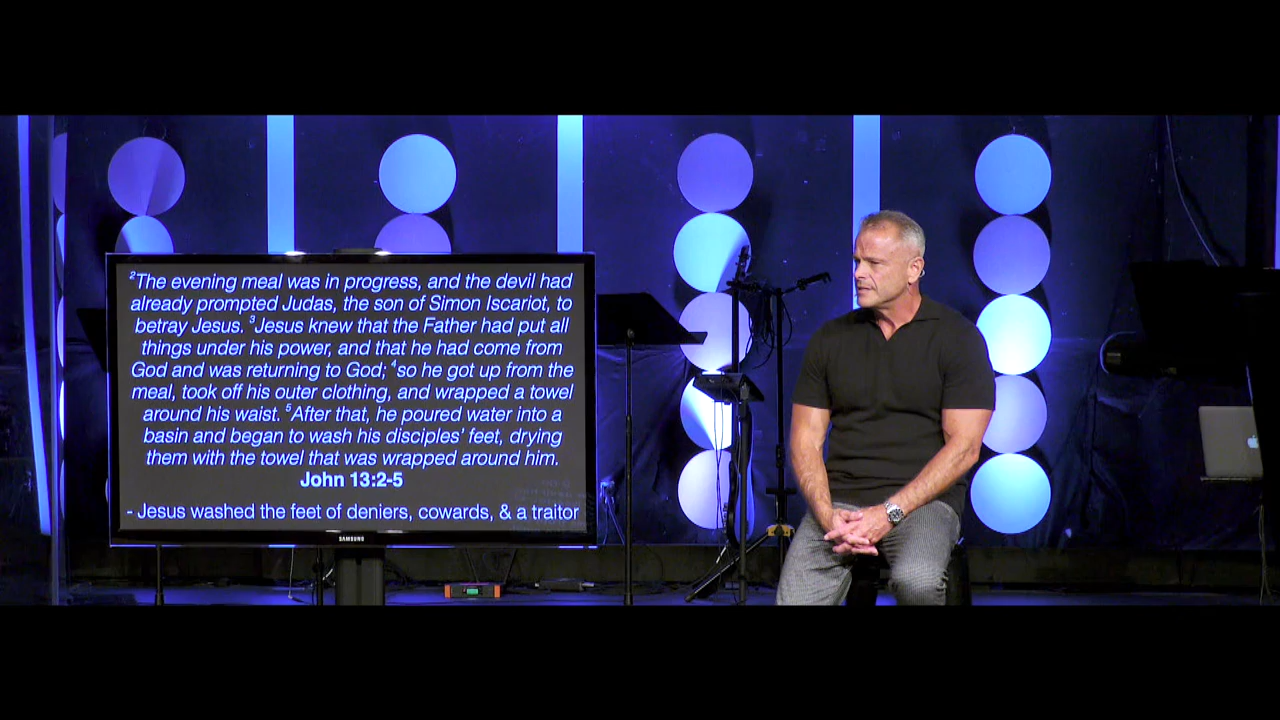 ²The evening meal was in progress, and the devil had
already prompted Judas, the son of Simon Iscariot, to
betray Jesus. ³Jesus knew that the Father had put all
things under his power, and that he had come from
God and was returning to God; ⁴so he got up from the
meal, took off his outer clothing, and wrapped a towel
around his waist. ⁵After that, he poured water into a
basin and began to wash his disciples’ feet, drying
them with the towel that was wrapped around him.
John 13:2-5
- Jesus washed the feet of deniers, cowards, & a traitor
SAMSUNG